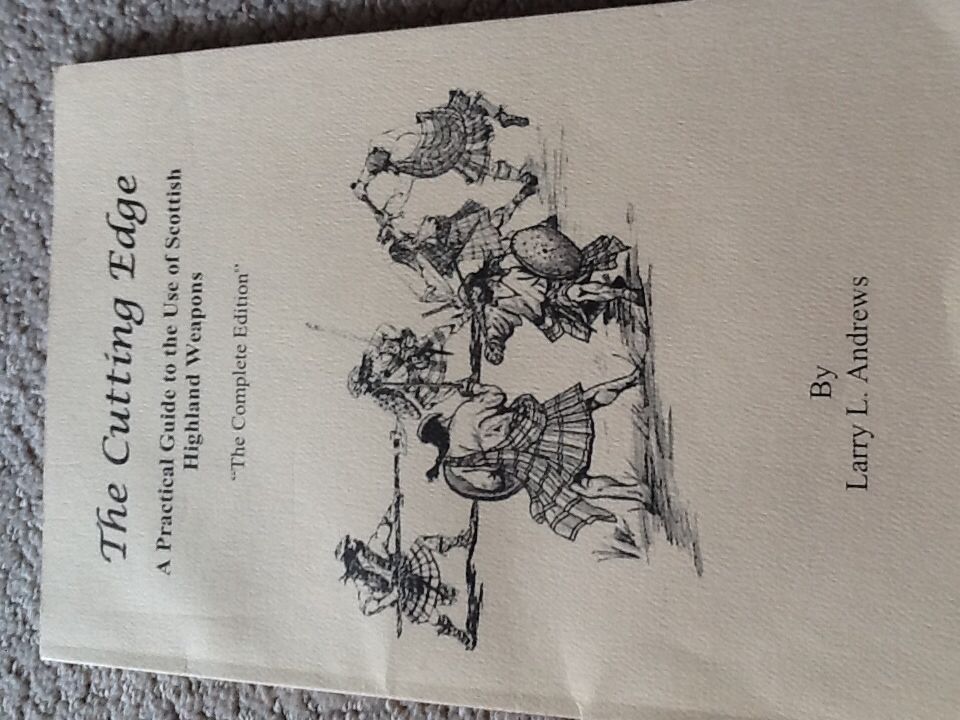 The Cutting Edge
A Practical Guide to the Use of Scottish
Highland Weapons
"The Complete Edition"
By
Larry L. Andrews